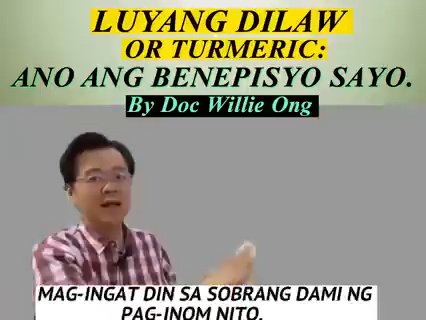 LUYANG DILAW
OR TURMERIC:
ANO ANG BENEPISYO SAYO.
By Doc Willie Ong
MAG-INGAT DIN SA SOBRANG DAMI NG
PAG-INOM NITO.